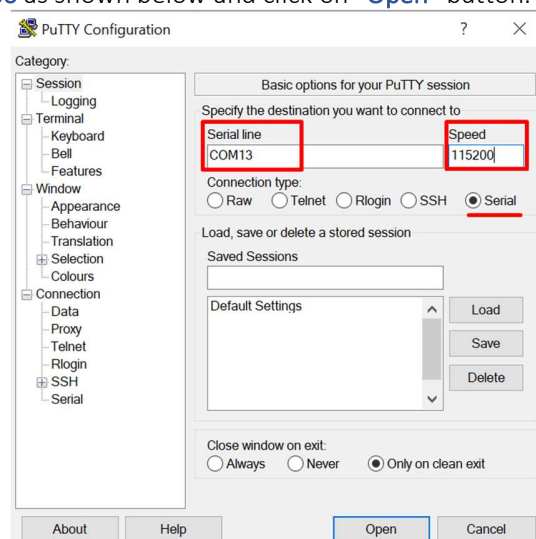 as shown below and click on "Open" button.
PuTTY Configuration ? ×
Category:
Session
Logging
Terminal
Keyboard
Bell
Features
Window
Appearance
Behaviour
Translation
Selection
Colours
Connection
Data
Proxy
Telnet
Rlogin
SSH
Serial
Basic options for your PuTTY session
Specify the destination you want to connect to
Serial line Speed
COM13 115200
Connection type:
Raw Telnet Rlogin SSH Serial
Load, save or delete a stored session
Saved Sessions
Default Settings
Load
Save
Delete
Close window on exit:
Always Never Only on clean exit
About Help Open Cancel